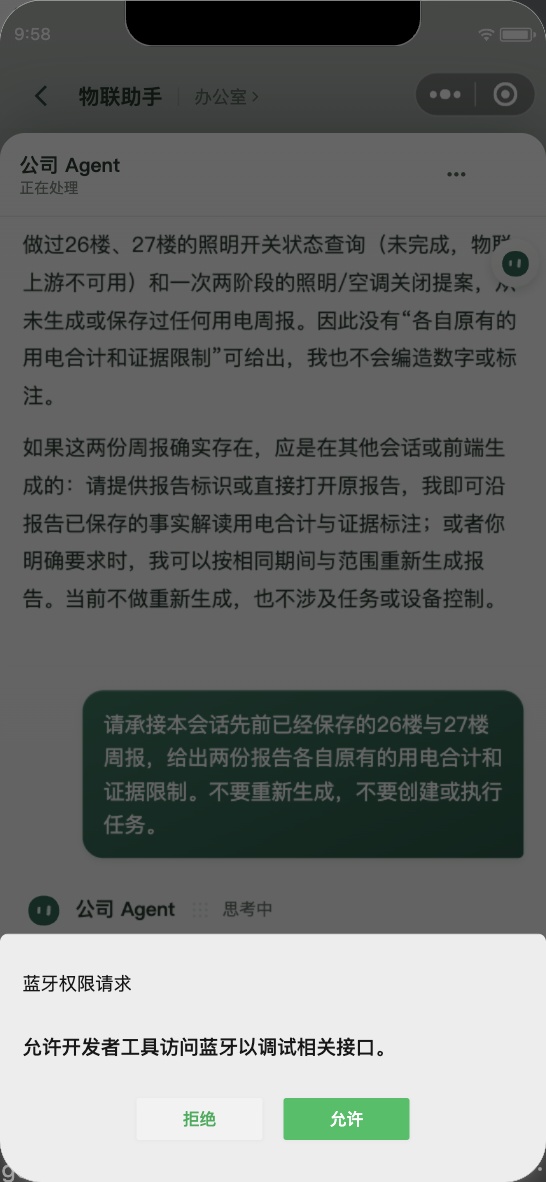 9:58
物联助手
办公室 >
公司 Agent
正在处理
做过26楼、27楼的照明开关状态查询（未完成，物联
上游不可用）和一次两阶段的照明/空调关闭提案，从
未生成或保存过任何用电周报。因此没有“各自原有的
用电合计和证据限制”可给出，我也不会编造数字或标
注。
如果这两份周报确实存在，应是在其他会话或前端生
成的：请提供报告标识或直接打开原报告，我即可沿
报告已保存的事实解读用电合计与证据标注；或者你
明确要求时，我可以按相同期间与范围重新生成报
告。当前不做重新生成，也不涉及任务或设备控制。
请承接本会话先前已经保存的26楼与27楼
周报，给出两份报告各自原有的用电合计和
证据限制。不要重新生成，不要创建或执行
任务。
公司 Agent
思考中
蓝牙权限请求
允许开发者工具访问蓝牙以调试相关接口。
拒绝
允许